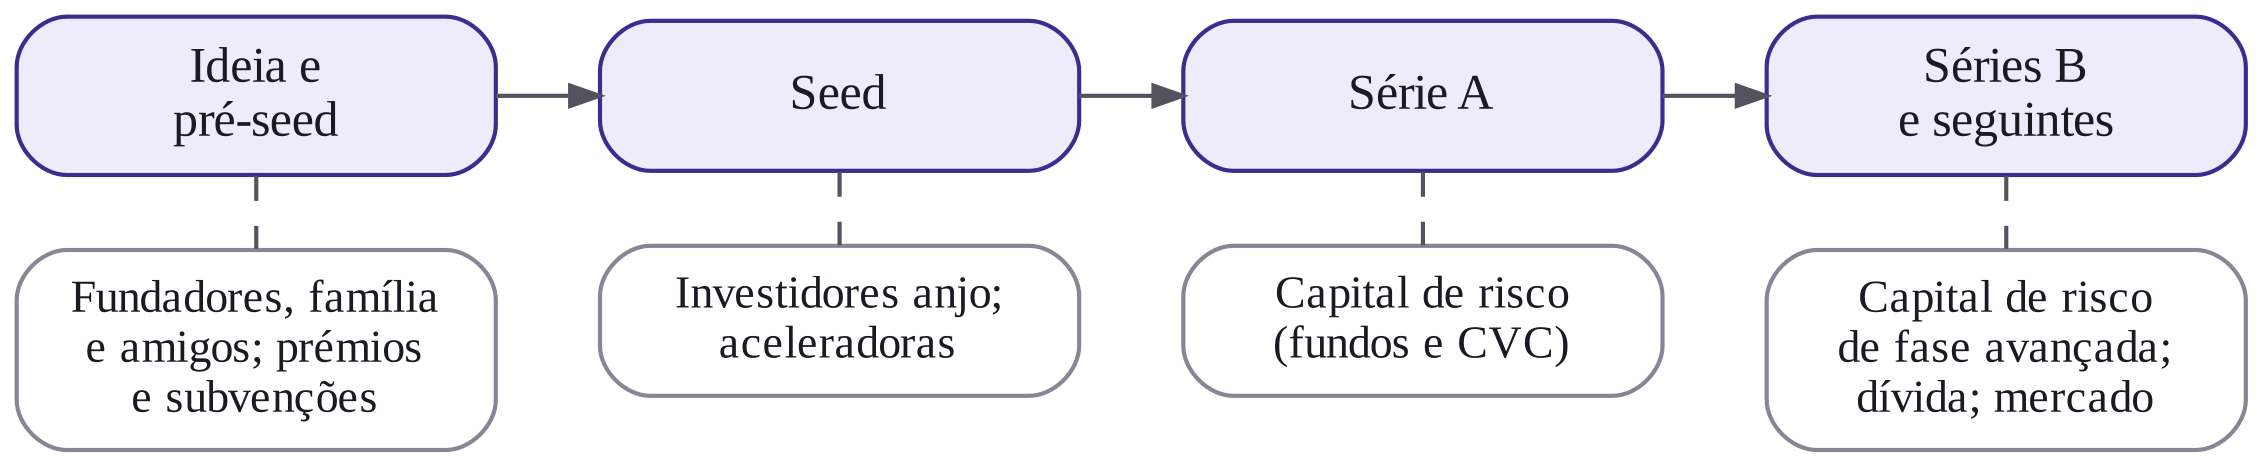 Ideia e
pré-seed
Seed
Série A
Séries B
e seguintes
Fundadores, família
e amigos; prémios
e subvenções
Investidores anjo;
aceleradoras
Capital de risco
(fundos e CVC)
Capital de risco
de fase avançada;
dívida; mercado